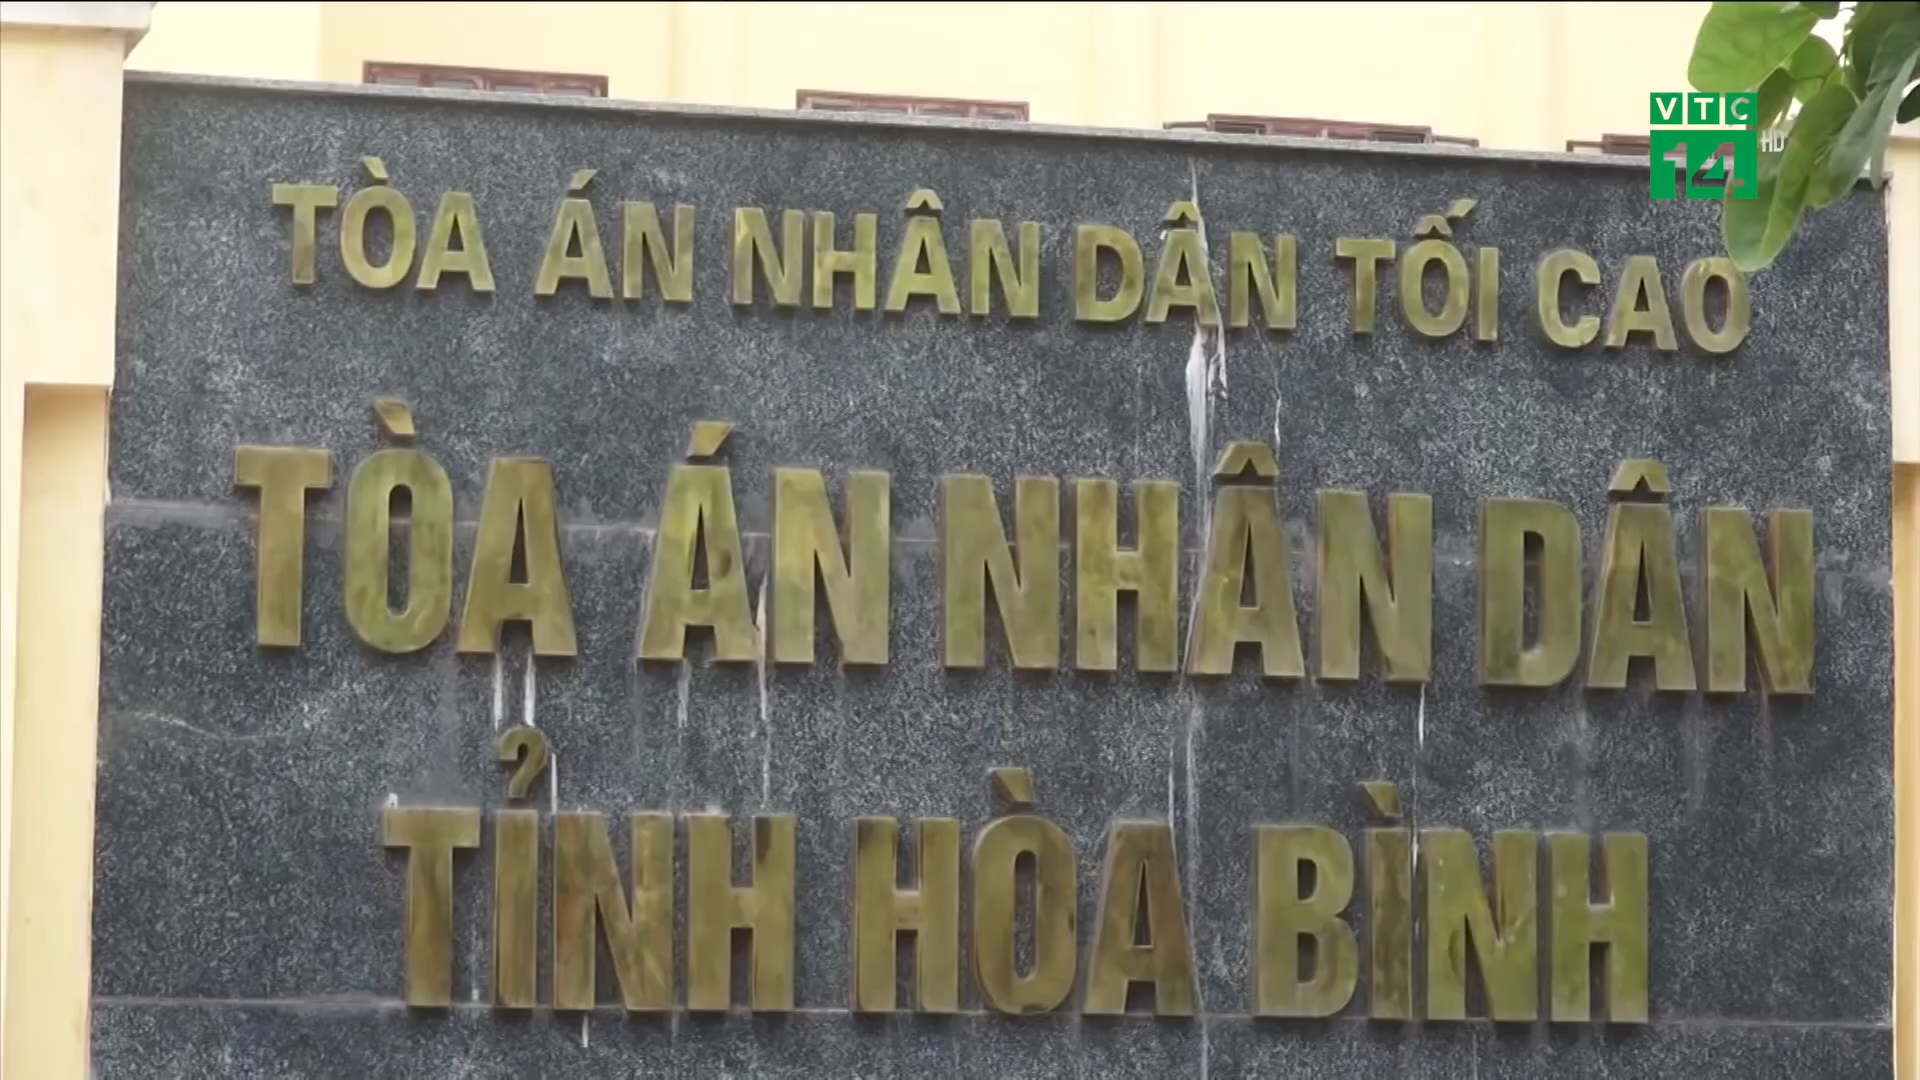 VTC
14 HD
TÒA ÁN NHÂN DÂN TỐI CAO
TÒA ÁN NHÂN DÂN
TỈNH HÒA BÌNH